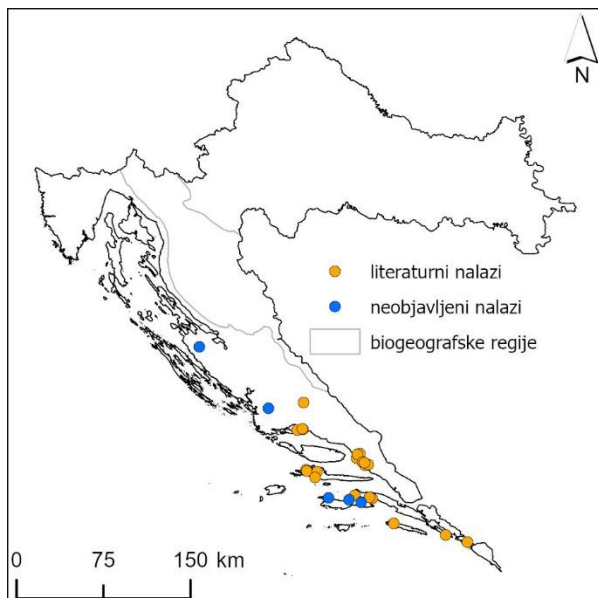 N
literaturni nalazi
neobjavljeni nalazi
biogeografske regije
0 75 150 km